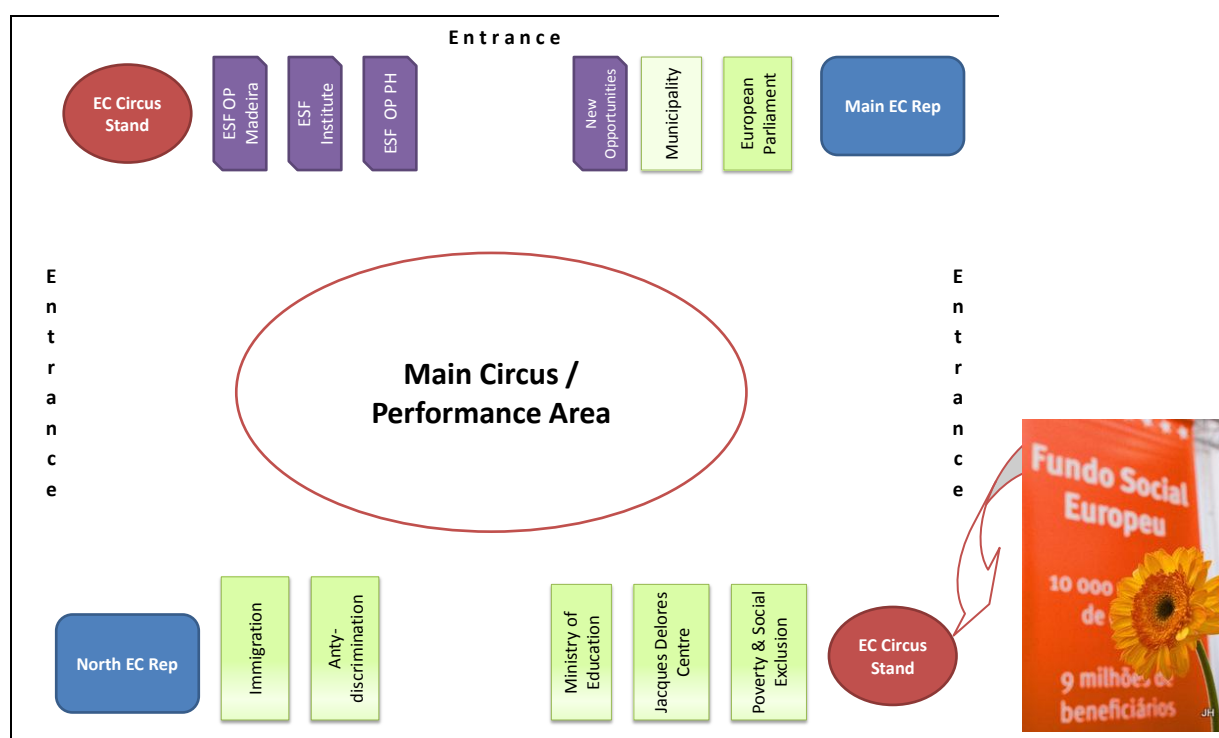 Entrance
EC Circus
Stand
ESF OP
Madeira
ESF
Institute
ESF OP PH
New
Opportunities
Municipality
European
Parliament
Main EC Rep
Entrance
Main Circus /
Performance Area
Entrance
North EC Rep
Immigration
Anty-
discrimination
Ministry of
Education
Jacques Delores
Centre
Poverty & Social
Exclusion
EC Circus
Stand
Fundo Social
Europeu
10 000
de
9 milhões de
beneficiários
JH